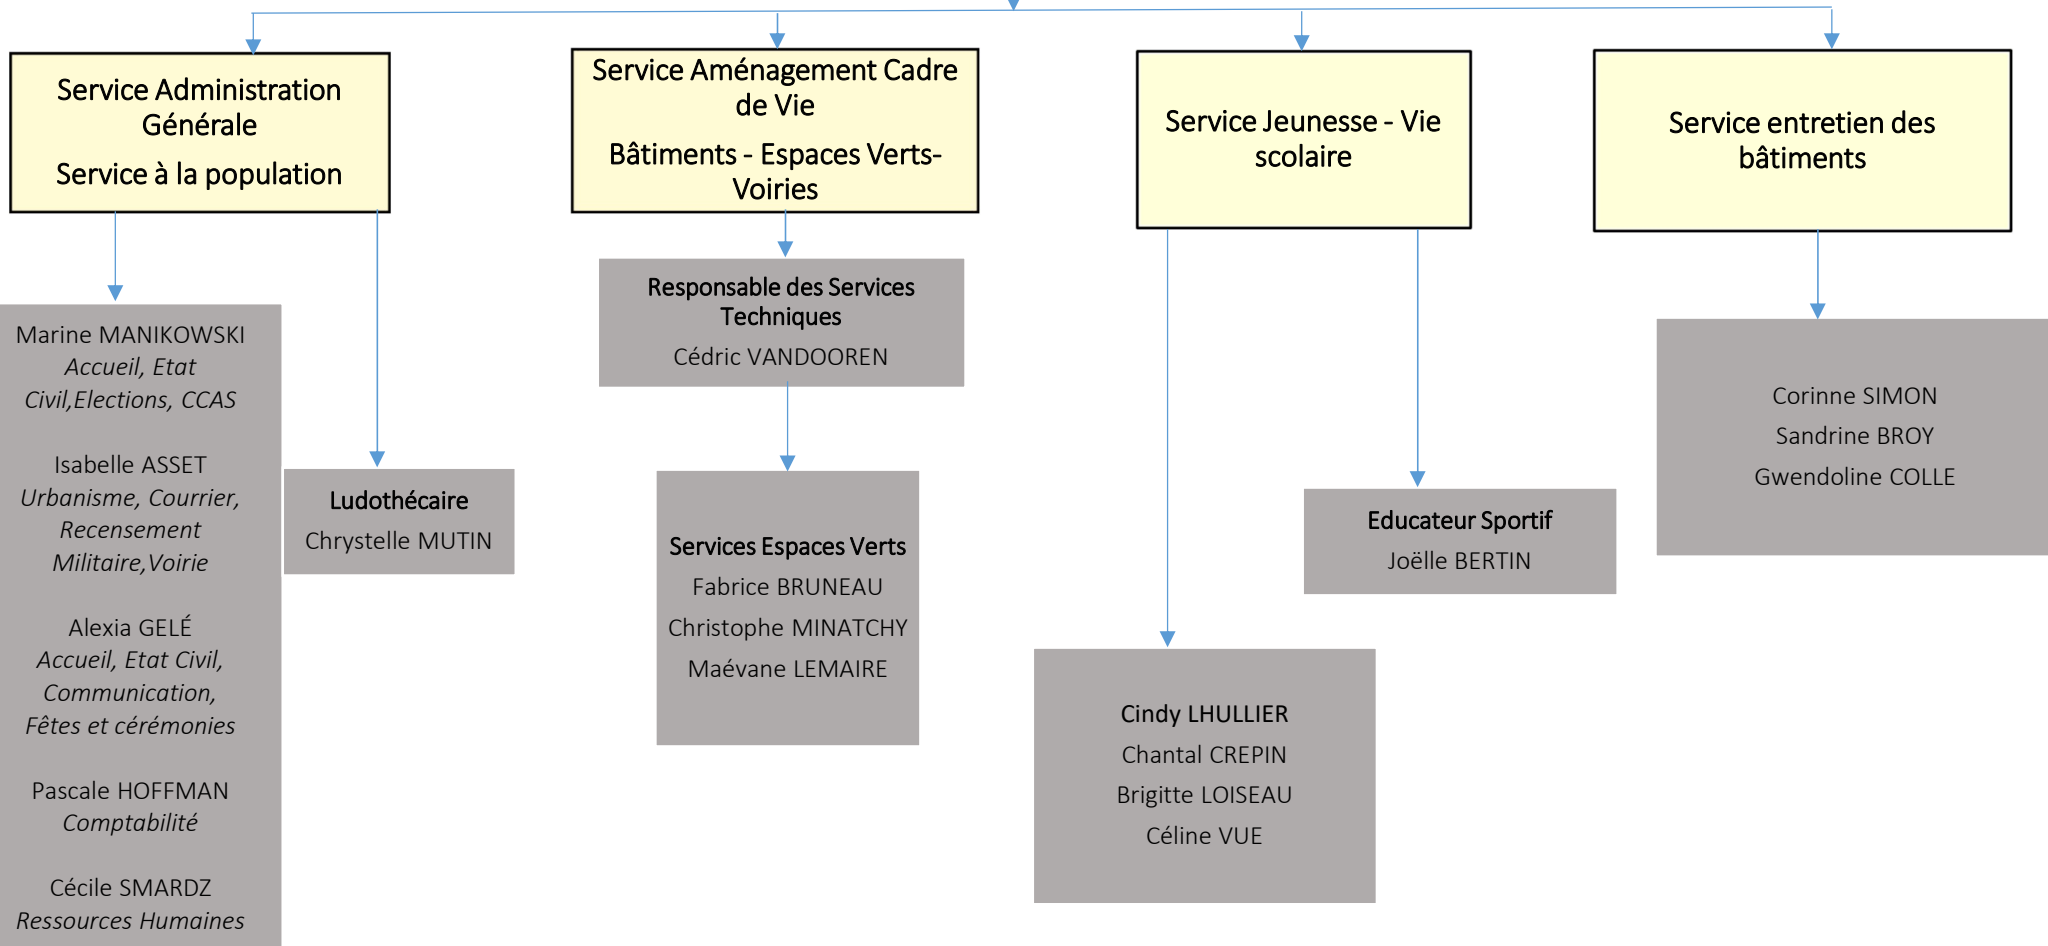 Service Administration
Générale
Service à la population
Service Aménagement Cadre
de Vie
Bâtiments - Espaces Verts-
Voiries
Service Jeunesse - Vie
scolaire
Service entretien des
bâtiments
Marine MANIKOWSKI
Accueil, Etat
Civil,Elections, CCAS
Isabelle ASSET
Urbanisme, Courrier,
Recensement
Militaire,Voirie
Alexia GELÉ
Accueil, Etat Civil,
Communication,
Fêtes et cérémonies
Pascale HOFFMAN
Comptabilité
Cécile SMARDZ
Ressources Humaines
Ludothécaire
Chrystelle MUTIN
Responsable des Services
Techniques
Cédric VANDOOREN
Services Espaces Verts
Fabrice BRUNEAU
Christophe MINATCHY
Maévane LEMAIRE
Cindy LHULLIER
Chantal CREPIN
Brigitte LOISEAU
Céline VUE
Educateur Sportif
Joëlle BERTIN
Corinne SIMON
Sandrine BROY
Gwendoline COLLE